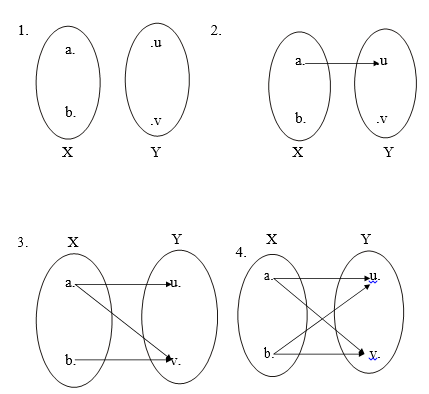 1.
a.
.u
b.
.v
X
Y
2.
a.
u
b.
.v
X
Y
3.
X
Y
a.
u.
b.
v.
4.
X
Y
a.
u.
b.
v.